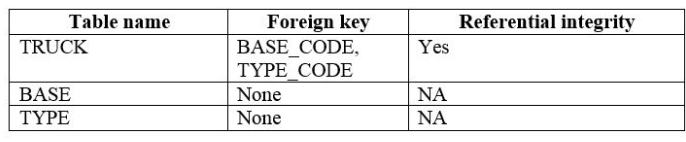 Table name Foreign key Referential integrity
TRUCK BASE_CODE, Yes
TYPE_CODE
BASE None NA
TYPE None NA